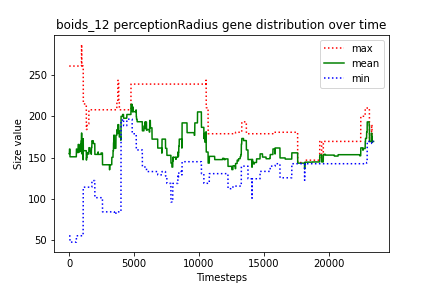 boids_12 perceptionRadius gene distribution over time
max
mean
min
Size value
250
200
150
100
50
0
5000
10000
15000
20000
Timesteps